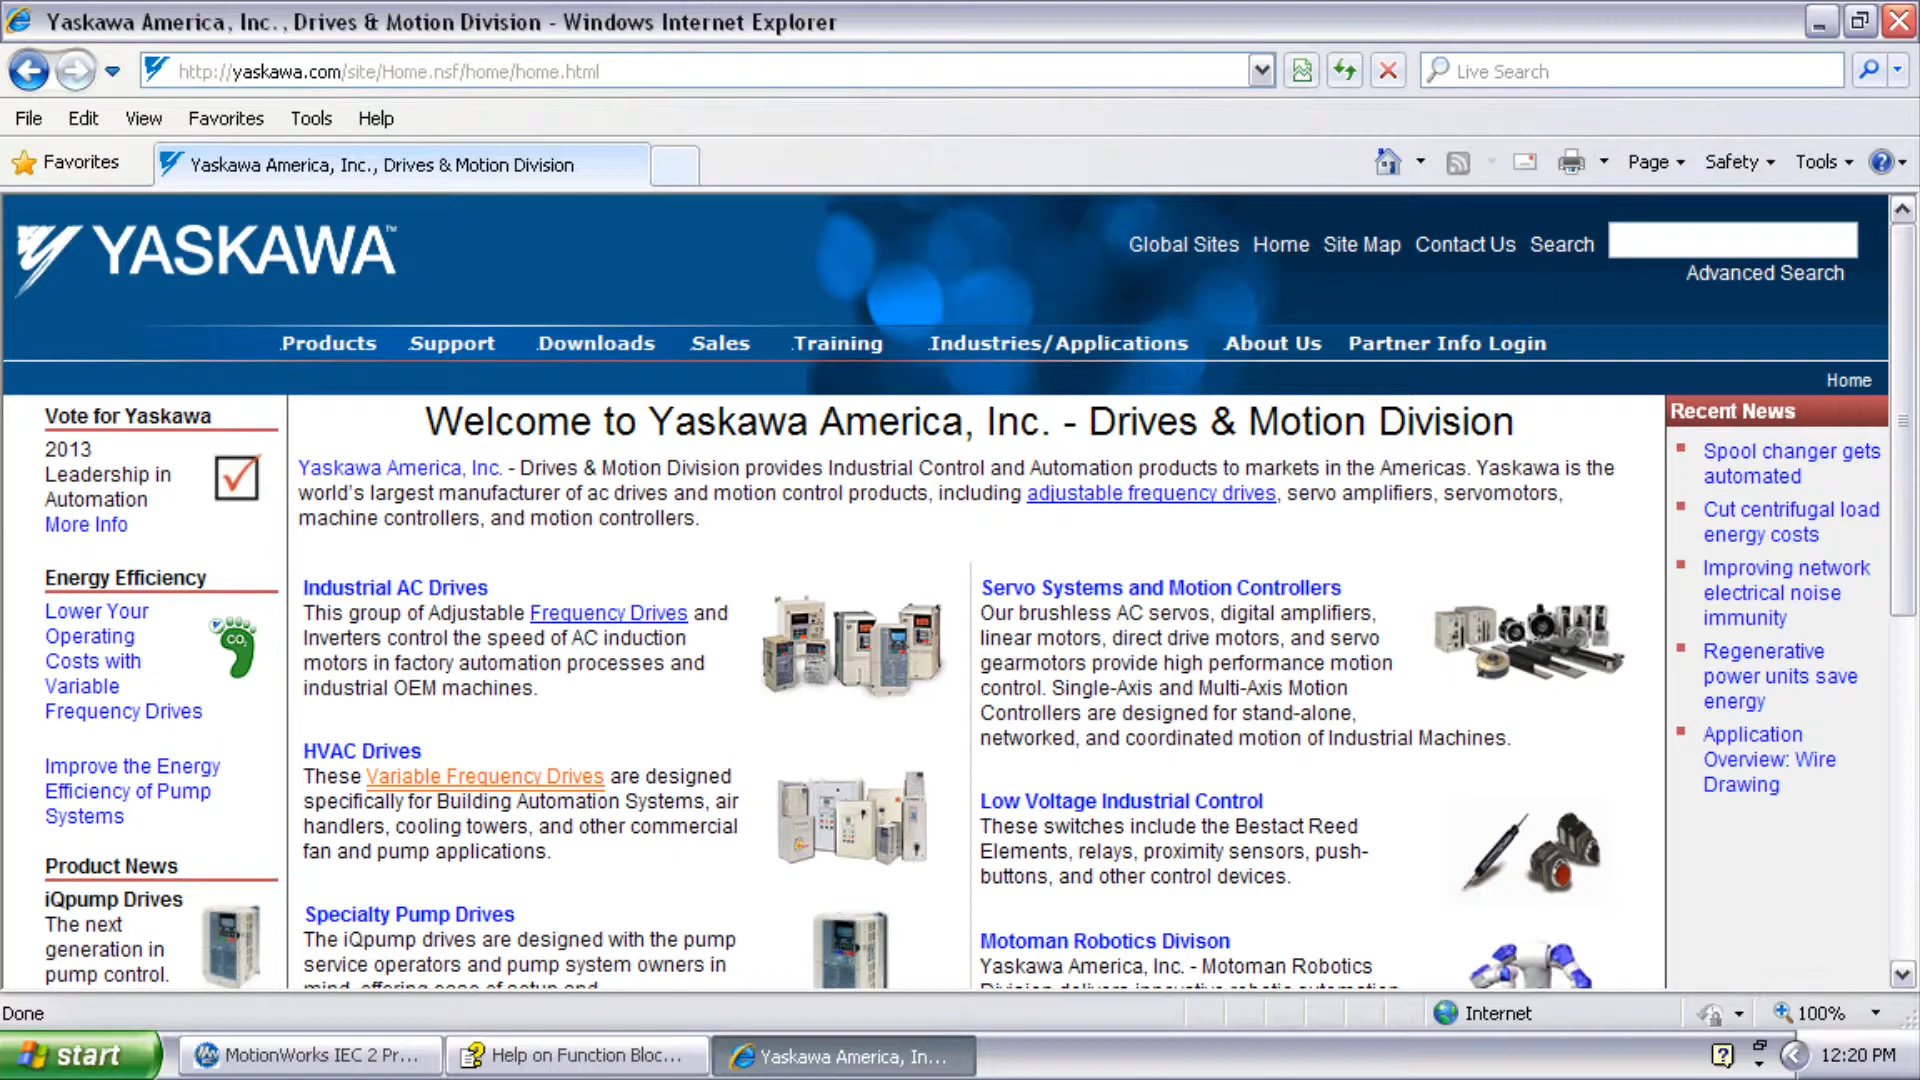 Yaskawa America, Inc., Drives & Motion Division - Windows Internet Explorer
http://yaskawa.com/site/Home.nsf/home/home.html
Live Search
File Edit View Favorites Tools Help
Favorites
Yaskawa America, Inc., Drives & Motion Division
Page Safety Tools
YASKAWA™
Global Sites Home Site Map Contact Us Search
Advanced Search
Products Support Downloads Sales Training Industries/Applications About Us Partner Info Login
Home
Vote for Yaskawa
2013
Leadership in
Automation
More Info
Energy Efficiency
Lower Your
Operating
Costs with
Variable
Frequency Drives
CO2
Improve the Energy
Efficiency of Pump
Systems
Product News
iQpump Drives
The next
generation in
pump control.
Welcome to Yaskawa America, Inc. - Drives & Motion Division
Yaskawa America, Inc. - Drives & Motion Division provides Industrial Control and Automation products to markets in the Americas. Yaskawa is the
world's largest manufacturer of ac drives and motion control products, including adjustable frequency drives, servo amplifiers, servomotors,
machine controllers, and motion controllers.
Industrial AC Drives
This group of Adjustable Frequency Drives and
Inverters control the speed of AC induction
motors in factory automation processes and
industrial OEM machines.
HVAC Drives
These Variable Frequency Drives are designed
specifically for Building Automation Systems, air
handlers, cooling towers, and other commercial
fan and pump applications.
Specialty Pump Drives
The iQpump drives are designed with the pump
service operators and pump system owners in
mind, offering ease of setup and
Servo Systems and Motion Controllers
Our brushless AC servos, digital amplifiers,
linear motors, direct drive motors, and servo
gearmotors provide high performance motion
control. Single-Axis and Multi-Axis Motion
Controllers are designed for stand-alone,
networked, and coordinated motion of Industrial Machines.
Low Voltage Industrial Control
These switches include the Bestact Reed
Elements, relays, proximity sensors, push-
buttons, and other control devices.
Motoman Robotics Divison
Yaskawa America, Inc. - Motoman Robotics
Division delivers innovative robotic automation
Recent News
Spool changer gets
automated
Cut centrifugal load
energy costs
Improving network
electrical noise
immunity
Regenerative
power units save
energy
Application
Overview: Wire
Drawing
Done
Internet
100%
start
MotionWorks IEC 2 Pr...
Help on Function Bloc...
Yaskawa America, In...
12:20 PM